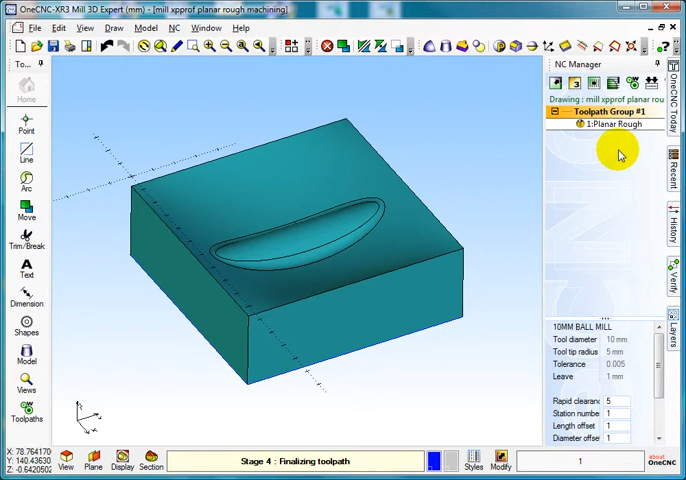 OneCNC-XR3 Mill 3D Expert (mm) - [mill xpprof planar rough machining]
File Edit View Draw Model NC Window Help
To...
Home
Point
Line
Arc
Move
Trim/Break
Text
Dimension
Shapes
Model
Views
Toolpaths
NC Manager
Drawing : mill xpprof planar rou
Toolpath Group #1
1:Planar Rough
10MM BALL MILL
Tool diameter 10 mm
Tool tip radius 5 mm
Tolerance 0.005
Leave 1 mm
Rapid clearanc 5
Station numbe 1
Length offset 1
Diameter offse 1
OneCNC Today
Recent
History
Verify
Layers
X: 78.76417
Y: 140.4363
Z: -0.642050
View
Plane
Display
Section
Stage 4 : Finalizing toolpath
Styles
Modify
1
about
OneCNC